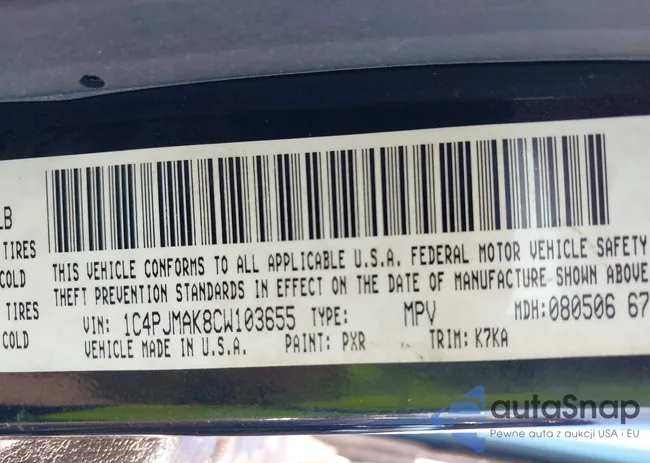 LB
TIRES
COLD
TIRES
COLD
THIS VEHICLE CONFORMS TO ALL APPLICABLE U.S.A. FEDERAL MOTOR VEHICLE SAFETY
THEFT PREVENTION STANDARDS IN EFFECT ON THE DATE OF MANUFACTURE SHOWN ABOVE
VIN: 1C4PJMAK8CW103655 TYPE: MPV MDH:080506 67
VEHICLE MADE IN U.S.A. PAINT: PXR TRIM: K7KA
autaSnap
Pewne auta z aukcji USA i EU